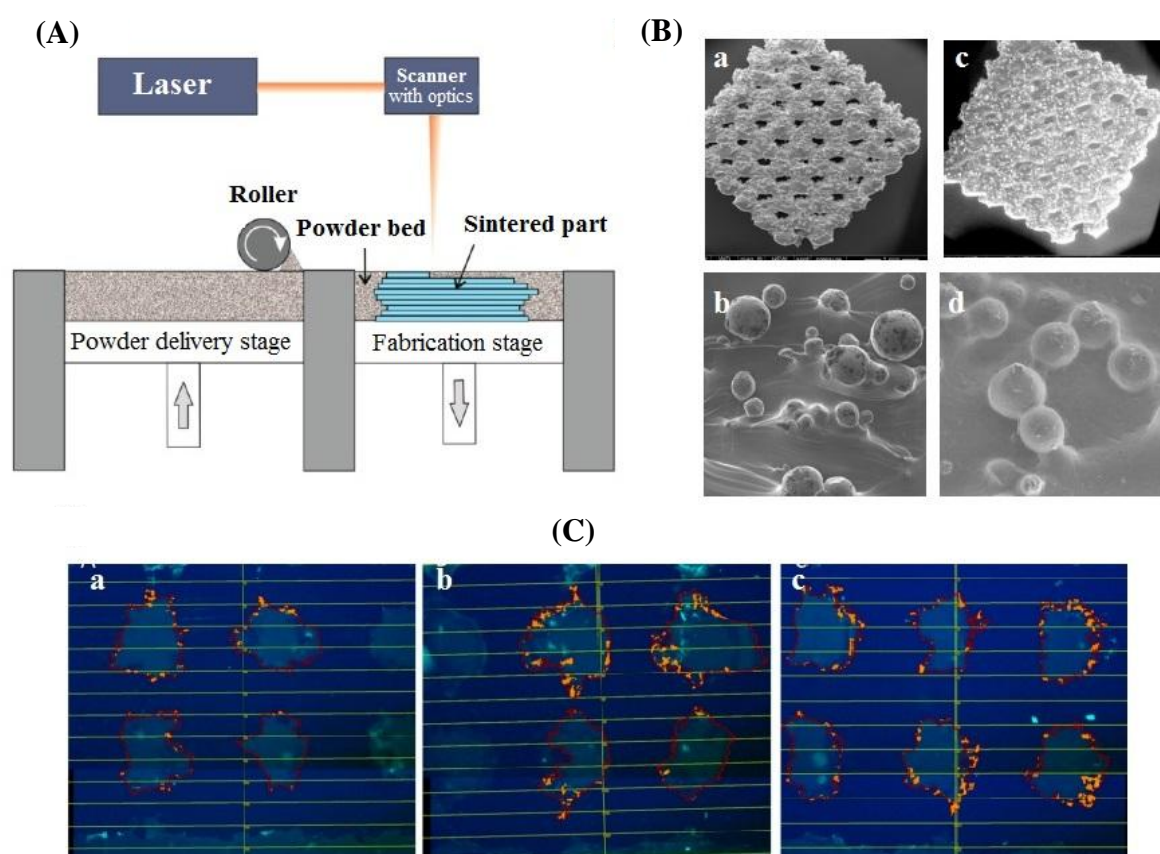 (A)
Laser
Scanner
with optics
Roller
Powder bed
Sintered part
Powder delivery stage
Fabrication stage
(B)
a
c
b
d
(C)
a
b
c